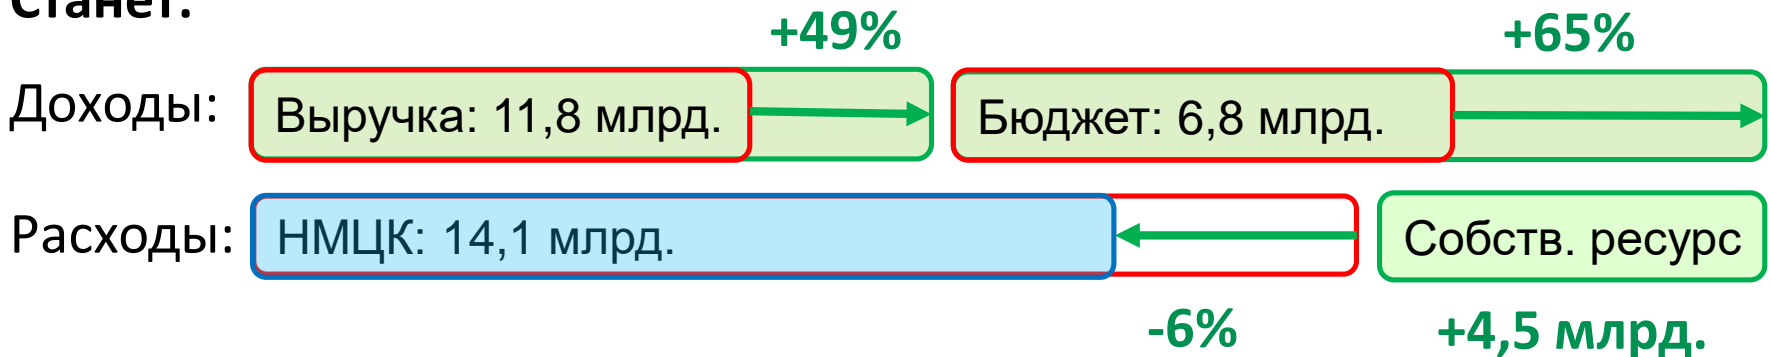 Станет:
+49% +65%
Доходы: Выручка: 11,8 млрд. Бюджет: 6,8 млрд.
Расходы: НМЦК: 14,1 млрд. Собств. ресурс
-6% +4,5 млрд.